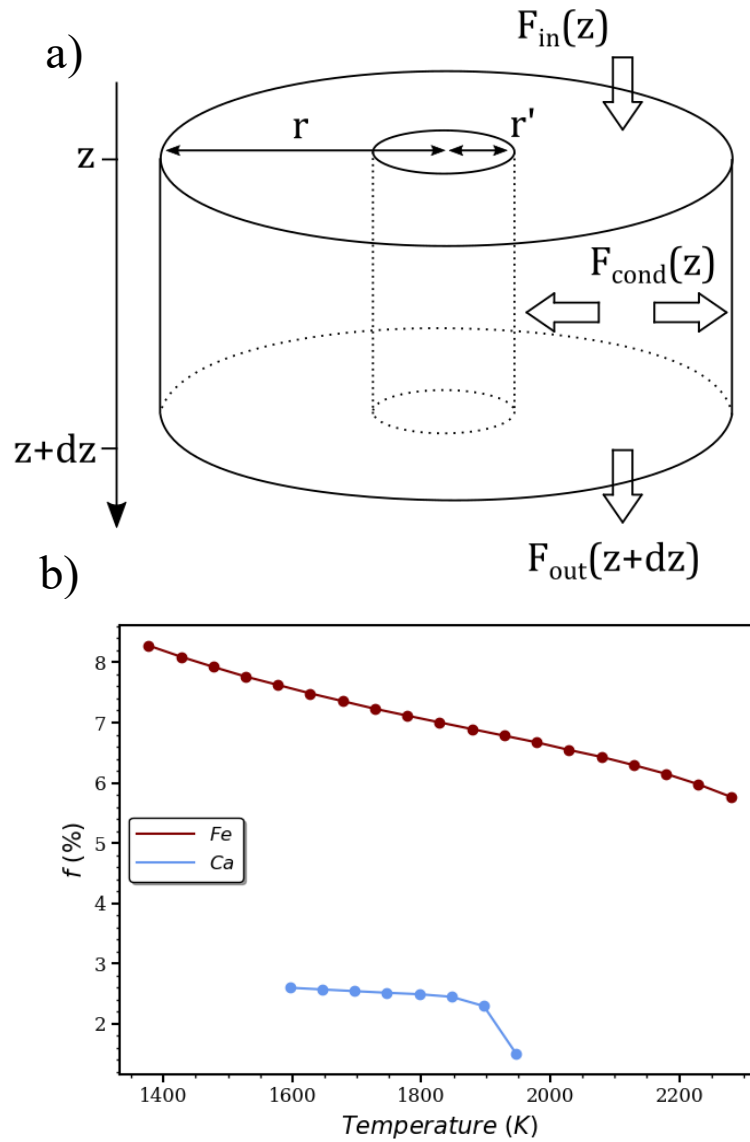 a)
F_in(z)
r
r'
z
F_cond(z)
z+dz
F_out(z+dz)
b)
8
7
6
5
4
3
2
f (%)
Fe
Ca
1400 1600 1800 2000 2200
Temperature (K)